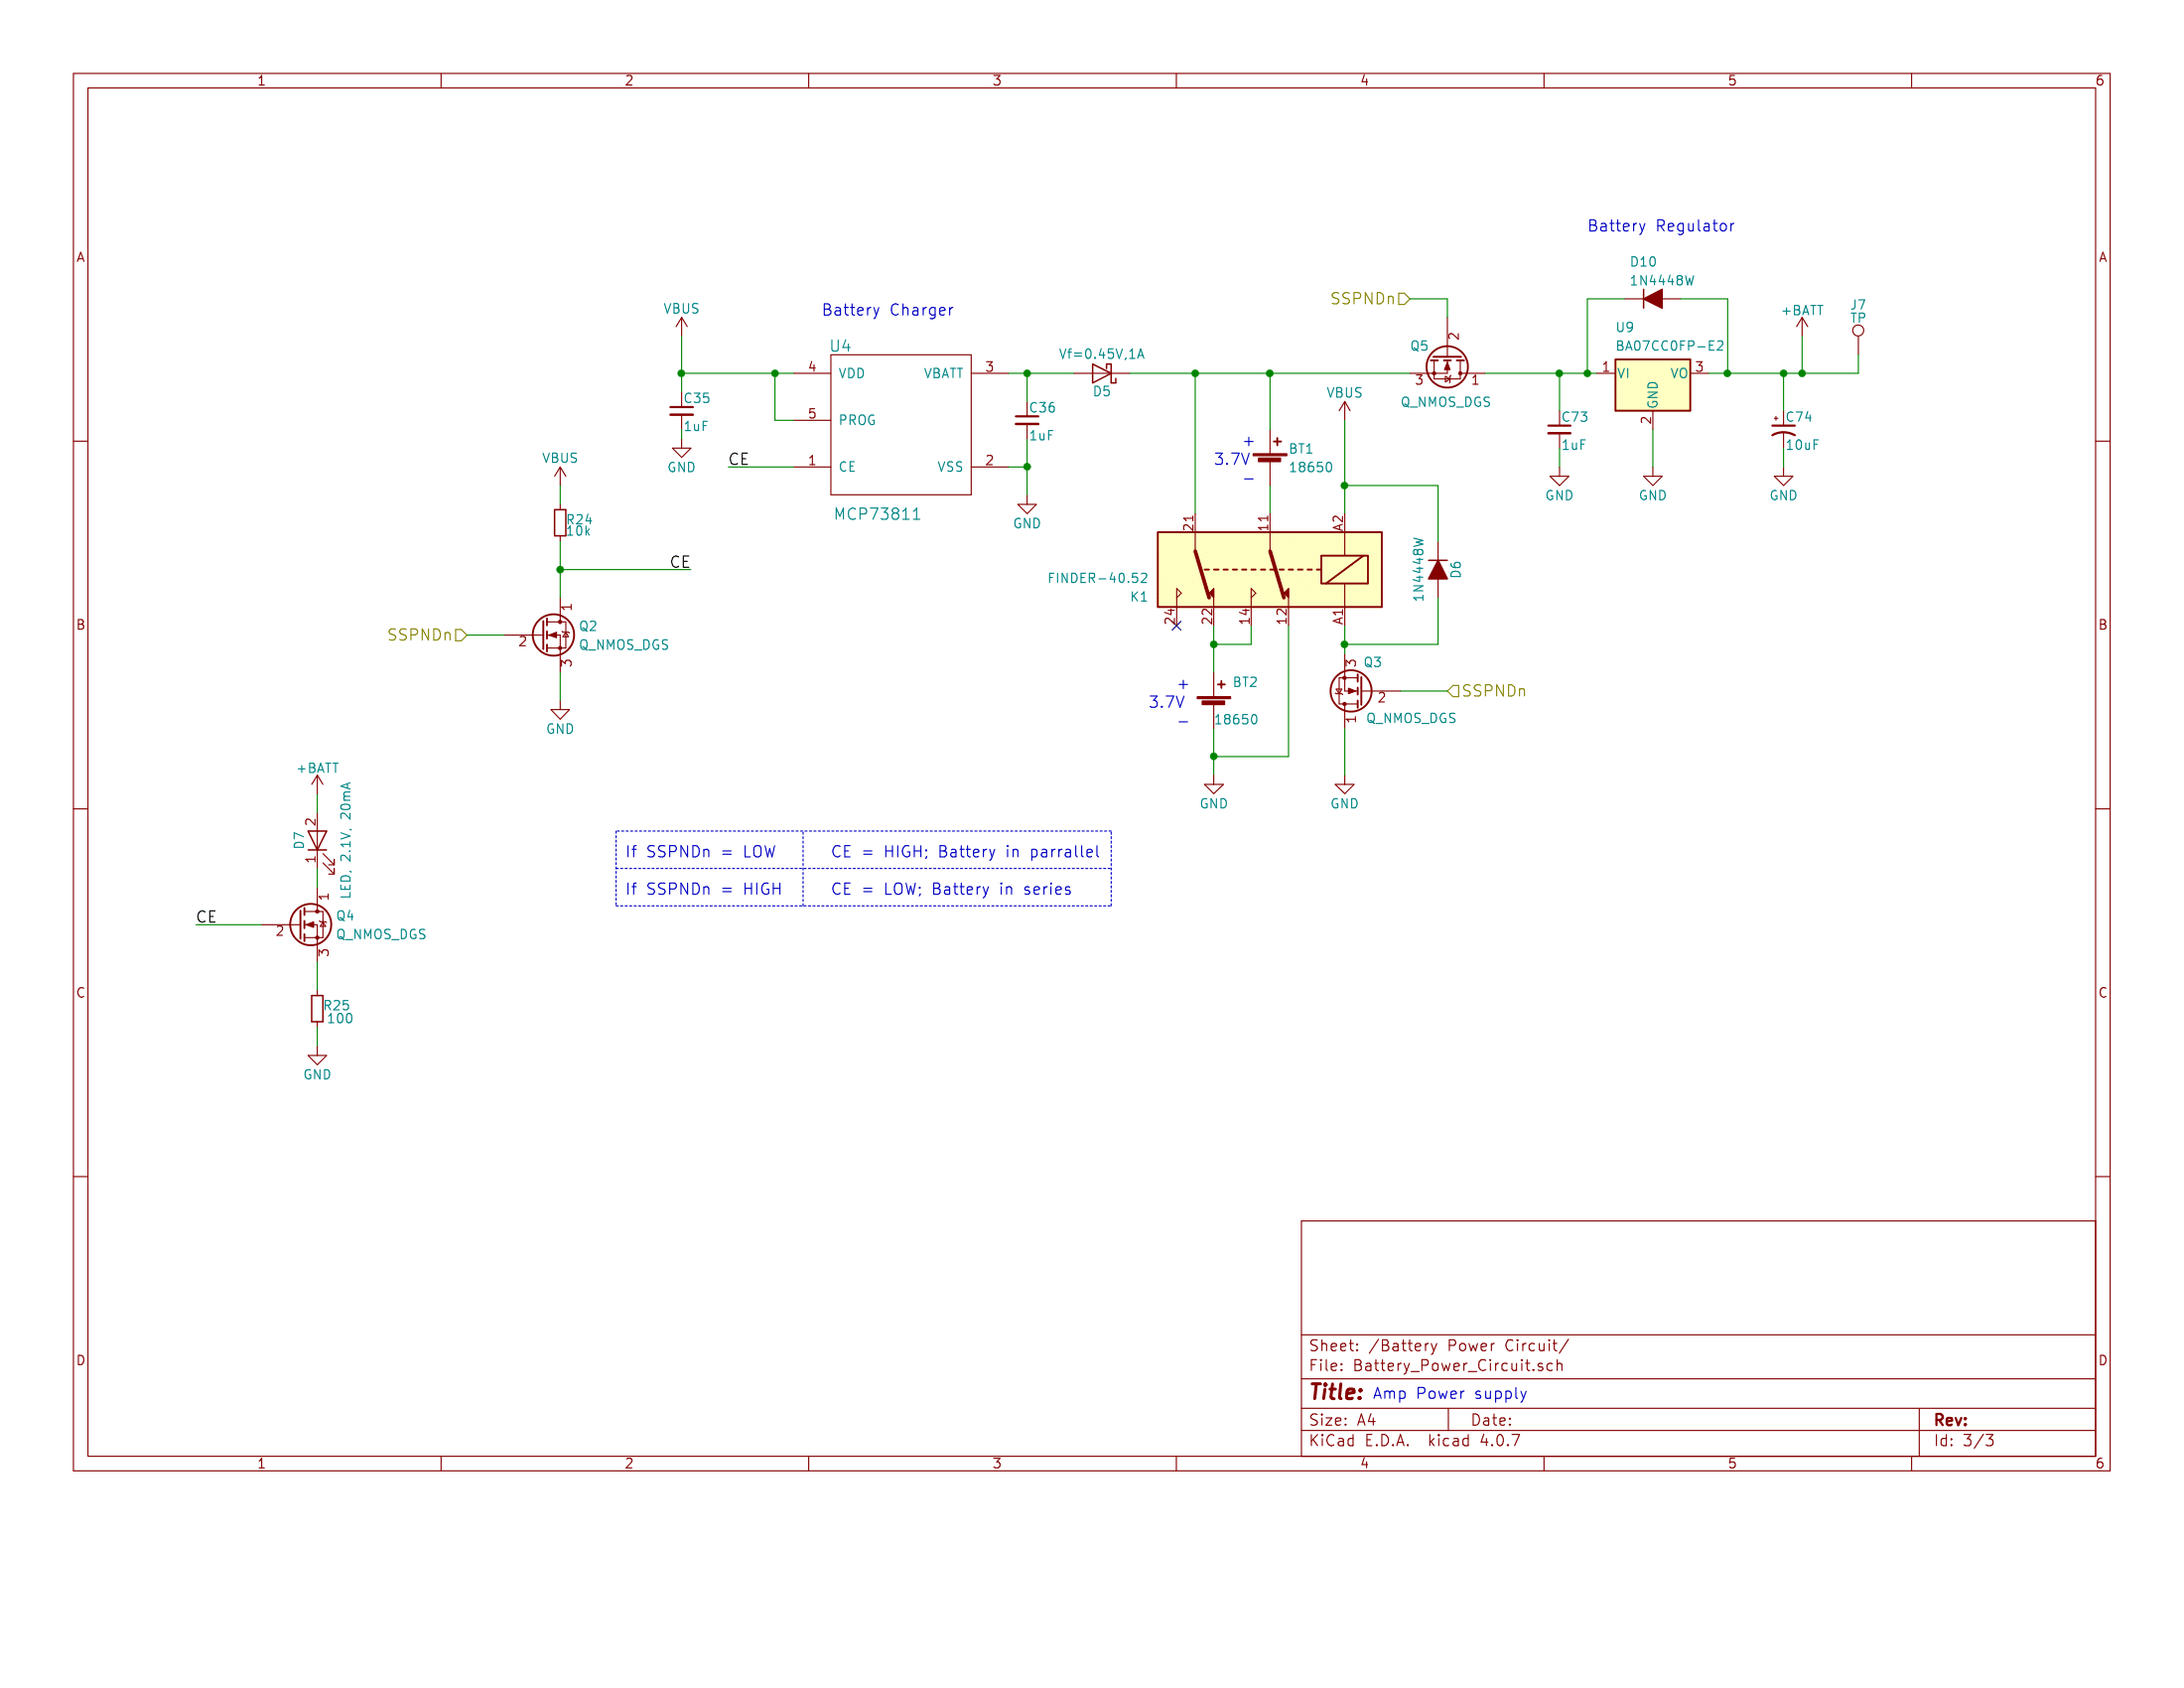 1 2 3 4 5 6
A A
Battery Regulator
D10
1N4448W
SSPNDn
VBUS
Battery Charger
+BATT
J7
TP
U9
BA07CC0FP-E2
2
Q5
U4
Vf=0.45V,1A
D5
4 VDD VBATT 3
3 1
1 VI VO 3
GND
2
Q_NMOS_DGS
VBUS
C35
1uF
GND
5 PROG
C36
1uF
C73
1uF
GND
GND
C74
10uF
GND
CE
1 CE VSS 2
GND
MCP73811
+
3.7V
-
+
BT1
18650
VBUS
R24
10k
CE
21 11 A2
FINDER-40.52
K1
24 22 14 12 A1
1N4448W
D6
B B
1
SSPNDn
2
Q2
Q_NMOS_DGS
3
GND
+
3.7V
-
+
BT2
18650
GND
3
Q3
2
SSPNDn
Q_NMOS_DGS
1
GND
+BATT
2
D7
1
LED, 2.1V, 20mA
1
CE
2
Q4
Q_NMOS_DGS
3
R25
100
GND
If SSPNDn = LOW CE = HIGH; Battery in parrallel
If SSPNDn = HIGH CE = LOW; Battery in series
C C
D D
Sheet: /Battery Power Circuit/
File: Battery_Power_Circuit.sch
Title: Amp Power supply
Size: A4 Date: Rev:
KiCad E.D.A. kicad 4.0.7 Id: 3/3
1 2 3 4 5 6